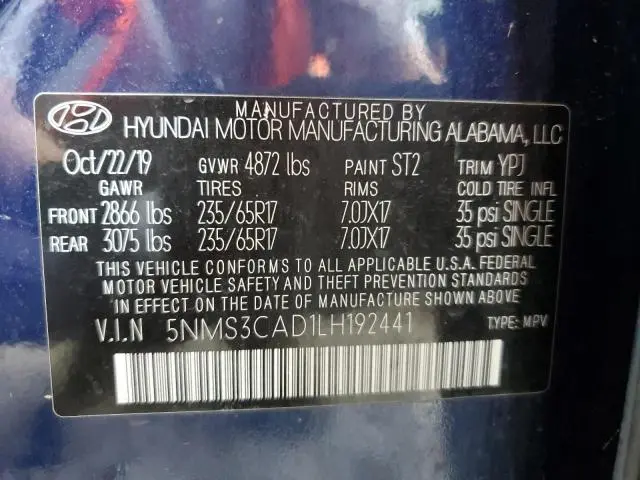 MANUFACTURED BY
HYUNDAI MOTOR MANUFACTURING ALABAMA, LLC
Oct/22/19 GVWR 4872 lbs PAINT ST2 TRIM YPJ
GAWR TIRES RIMS COLD TIRE INFL
FRONT 2866 lbs 235/65R17 7.0JX17 35 psi SINGLE
REAR 3075 lbs 235/65R17 7.0JX17 35 psi SINGLE
THIS VEHICLE CONFORMS TO ALL APPLICABLE U.S.A. FEDERAL
MOTOR VEHICLE SAFETY AND THEFT PREVENTION STANDARDS
IN EFFECT ON THE DATE OF MANUFACTURE SHOWN ABOVE
V.I.N 5NMS3CAD1LH192441 TYPE: MPV